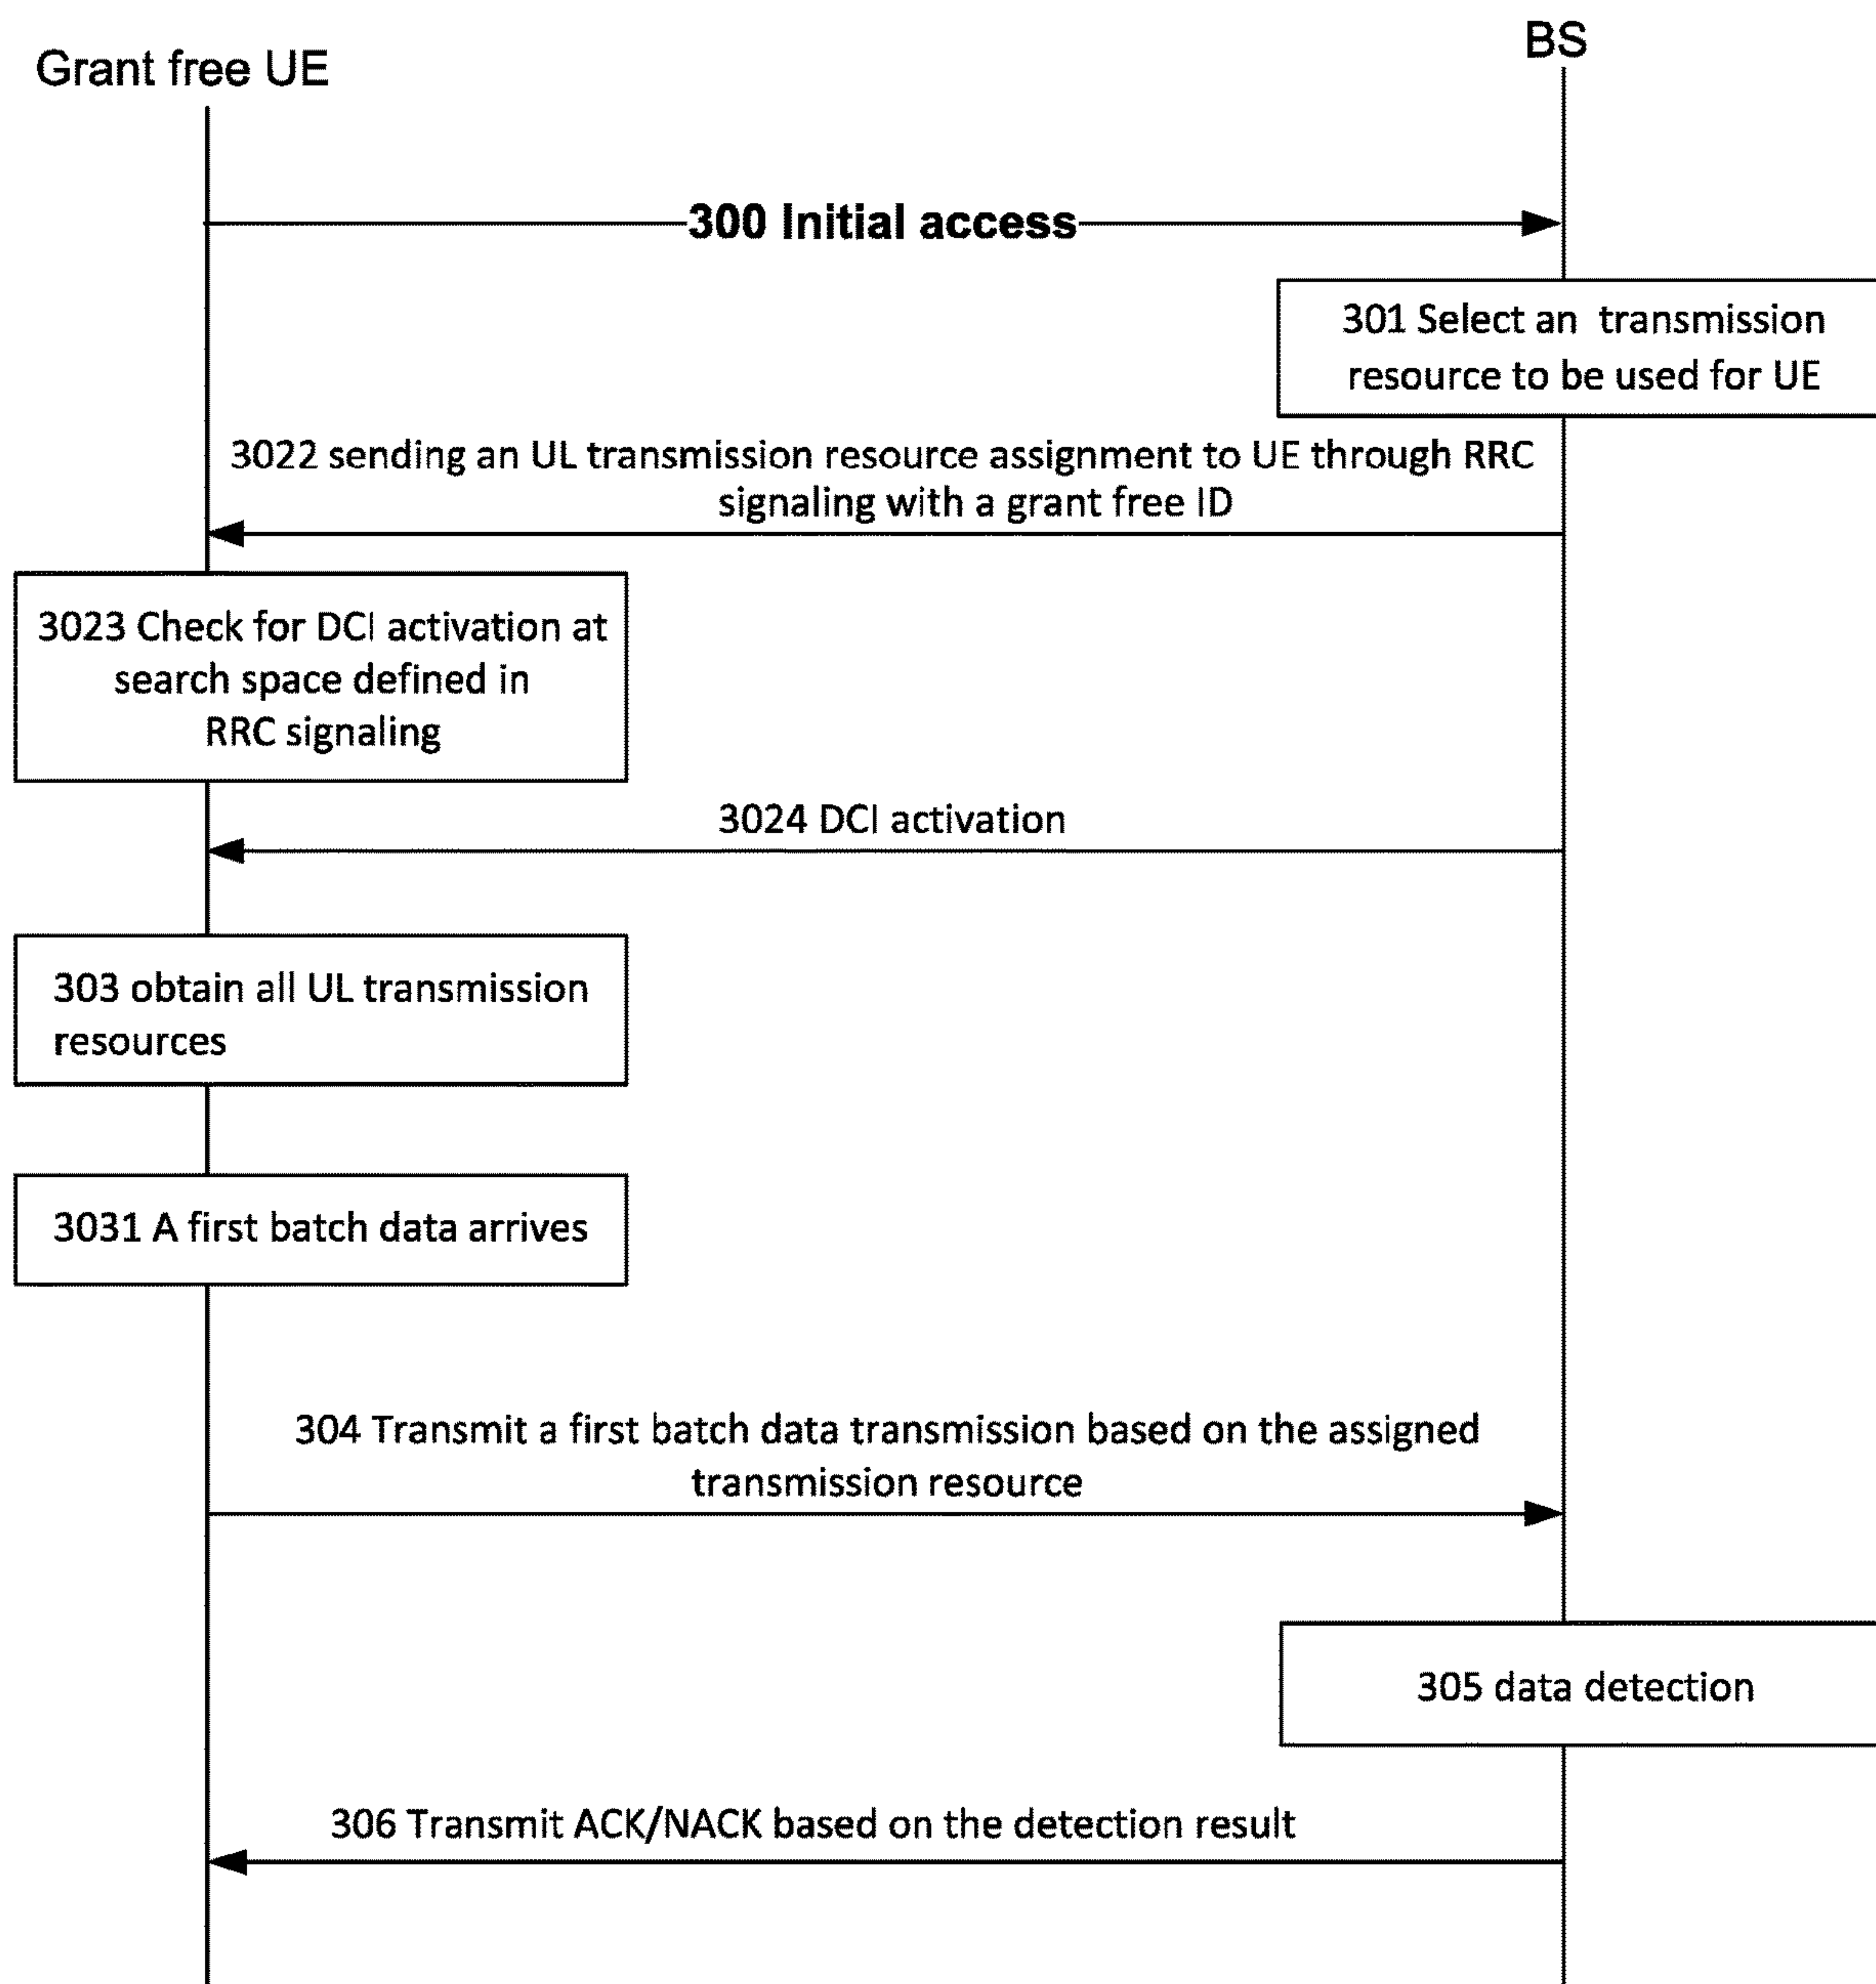 Grant free UE
BS
300 Initial access
301 Select an transmission
resource to be used for UE
3022 sending an UL transmission resource assignment to UE through RRC
signaling with a grant free ID
3023 Check for DCI activation at
search space defined in
RRC signaling
3024 DCI activation
303 obtain all UL transmission
resources
3031 A first batch data arrives
304 Transmit a first batch data transmission based on the assigned
transmission resource
305 data detection
306 Transmit ACK/NACK based on the detection result